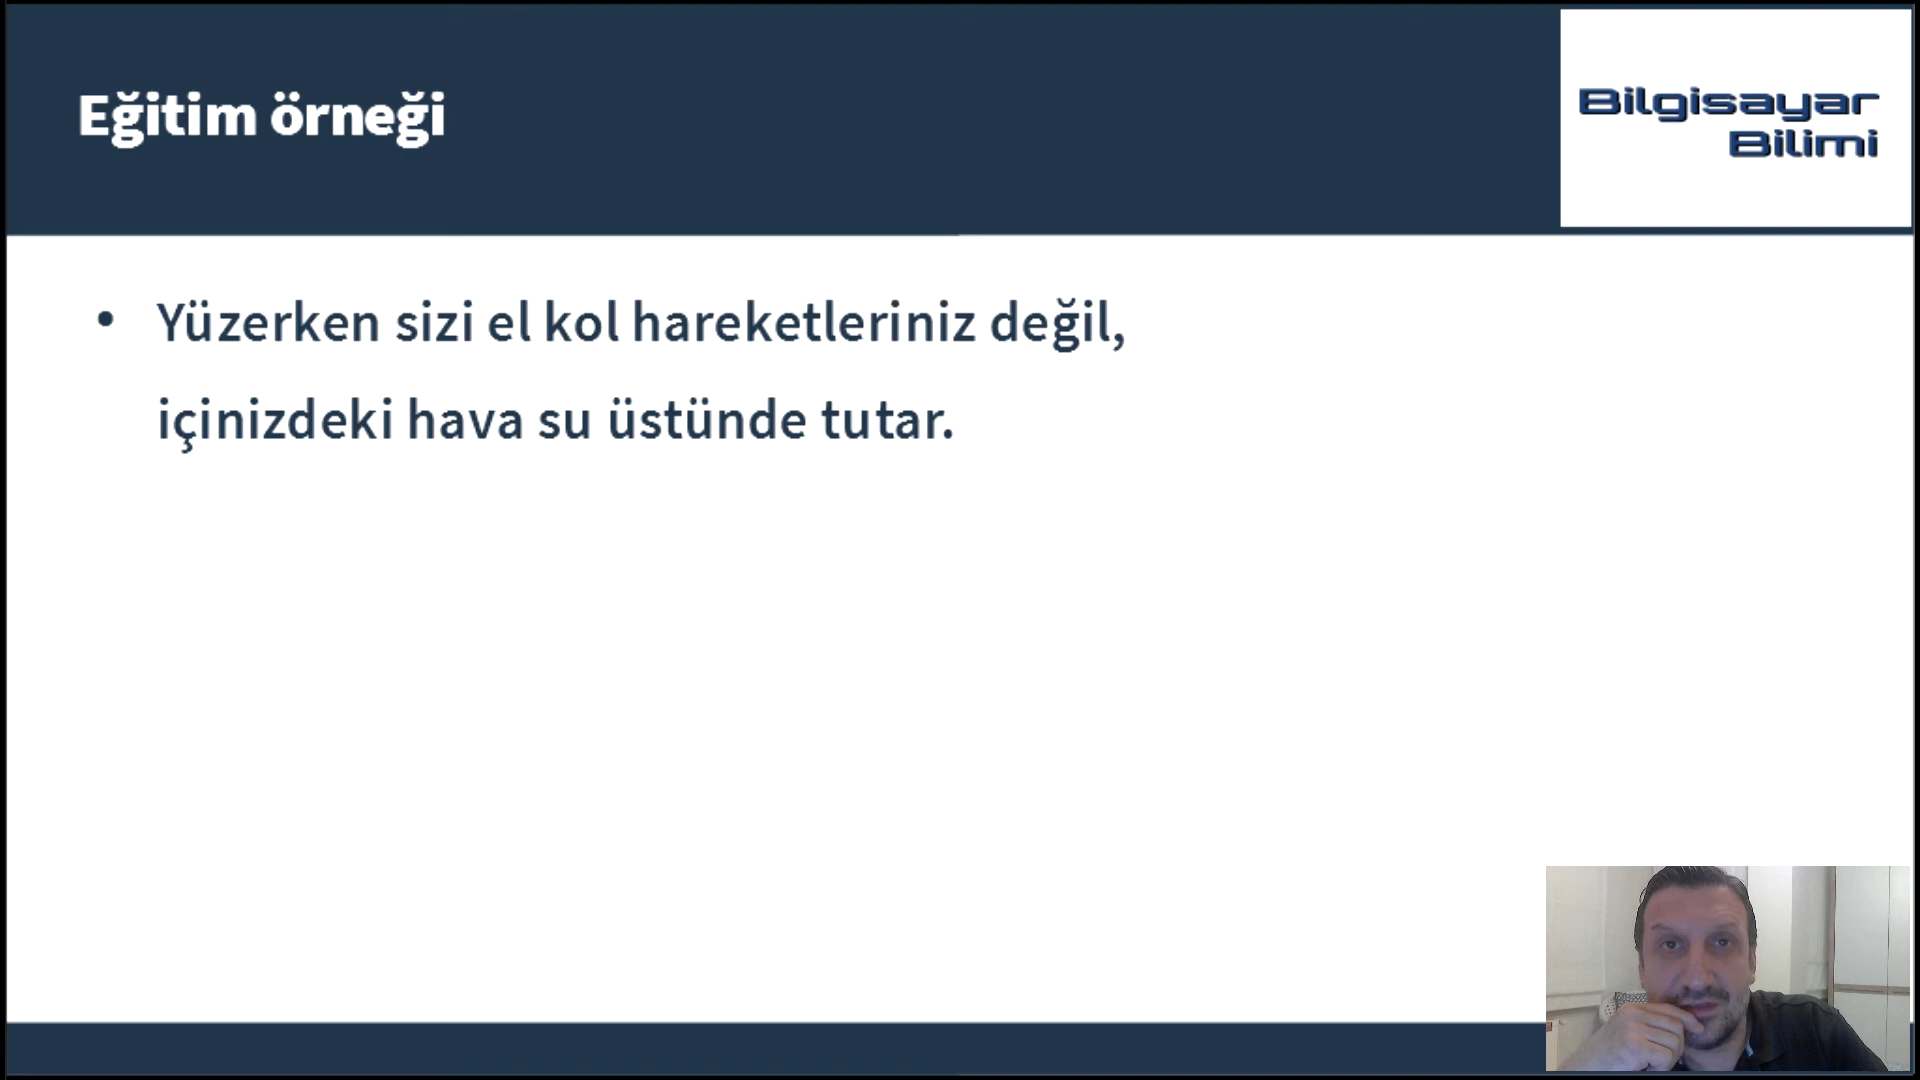 Eğitim örneği
Bilgisayar
Bilimi
• Yüzerken sizi el kol hareketleriniz değil,
içinizdeki hava su üstünde tutar.